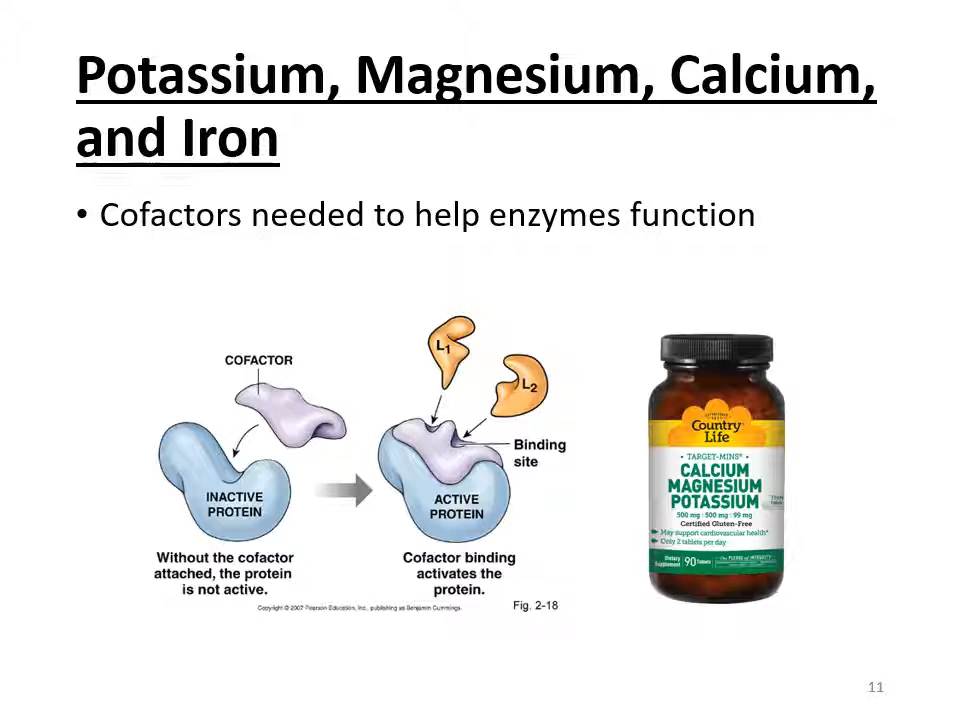 Potassium, Magnesium, Calcium,
and Iron
• Cofactors needed to help enzymes function
COFACTOR
L1
L2
Binding
site
INACTIVE
PROTEIN
ACTIVE
PROTEIN
Without the cofactor
attached, the protein
is not active.
Cofactor binding
activates the
protein.
Copyright © 2007 Pearson Education, Inc., publishing as Benjamin Cummings.
Fig. 2-18
Country
Life
• TARGET-MINS® •
CALCIUM
MAGNESIUM
POTASSIUM
500 mg : 500 mg : 99 mg
Certified Gluten-Free
May support cardiovascular health*
Only 2 tablets per day
Dietary
Supplement
90 Tablets
Our PLEDGE OF INTEGRITY
11